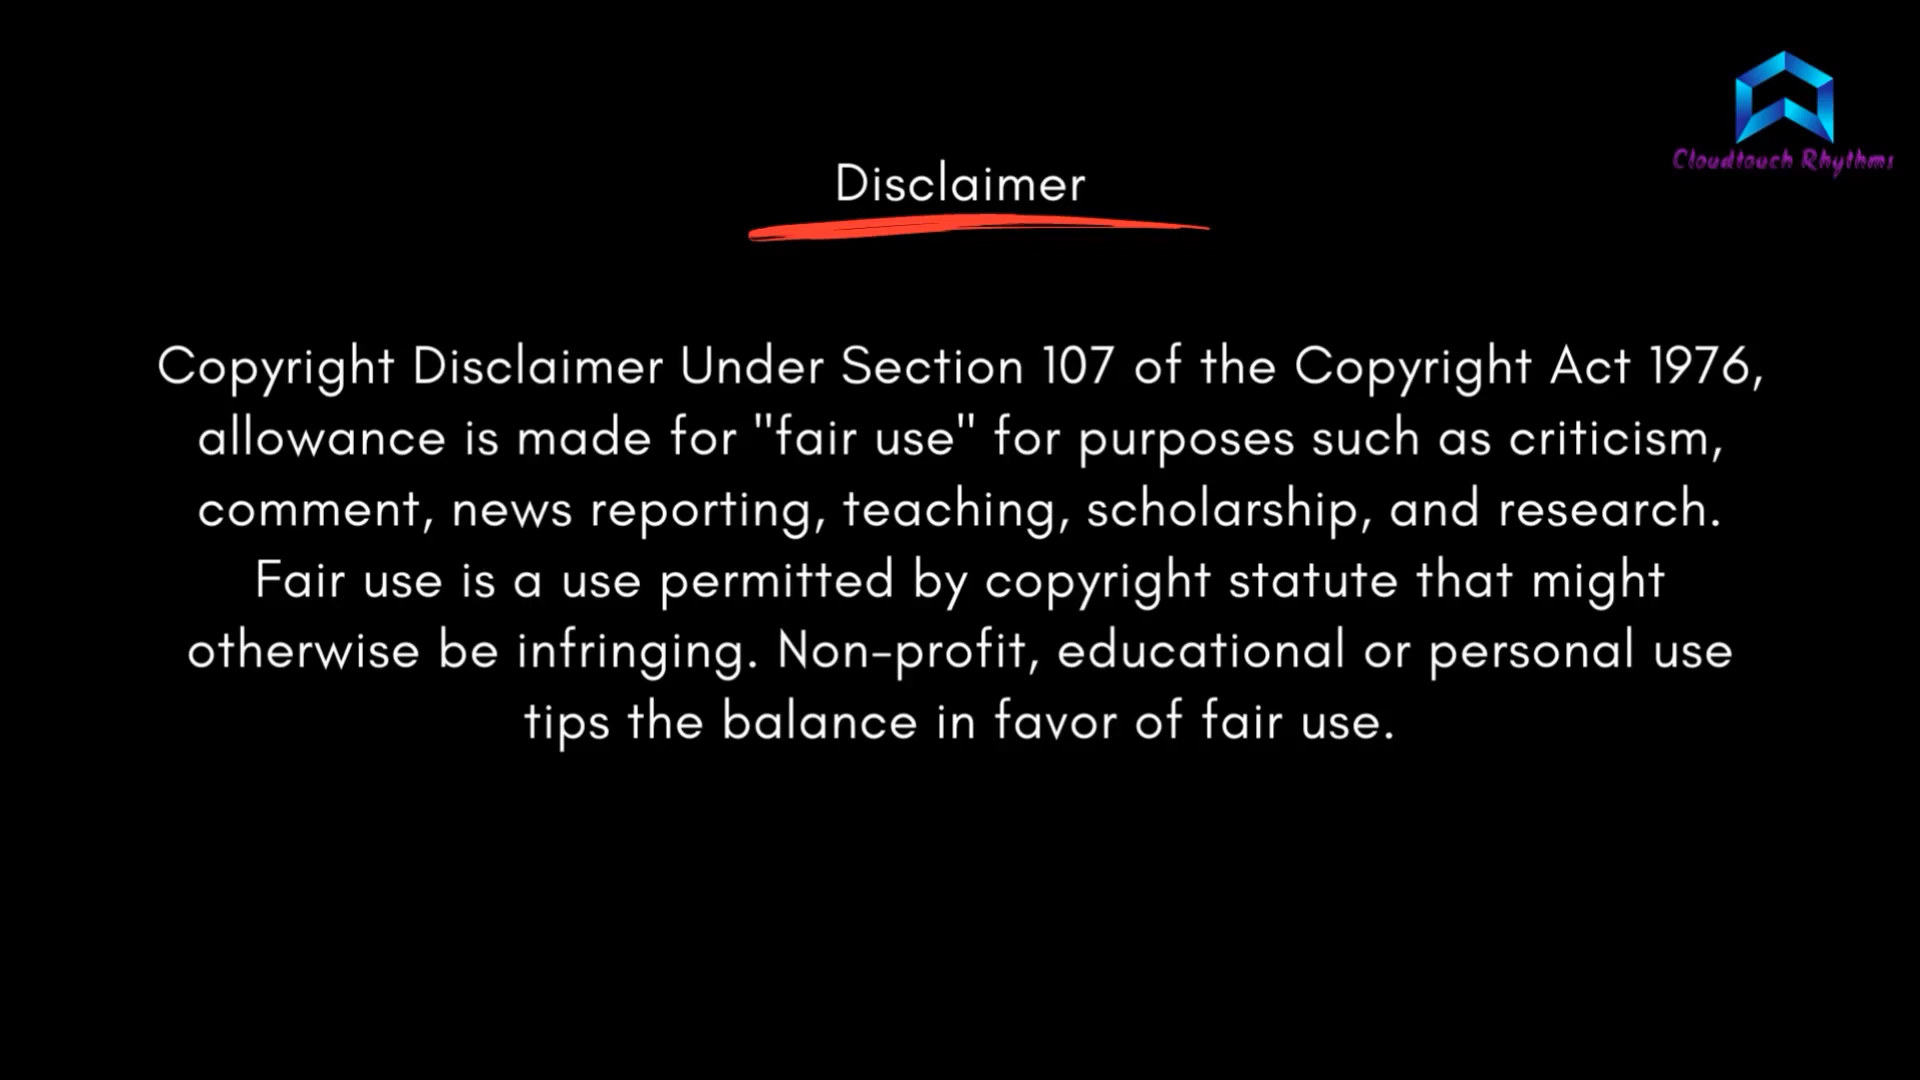 Cloudtouch Rhythms
Disclaimer
Copyright Disclaimer Under Section 107 of the Copyright Act 1976,
allowance is made for "fair use" for purposes such as criticism,
comment, news reporting, teaching, scholarship, and research.
Fair use is a use permitted by copyright statute that might
otherwise be infringing. Non-profit, educational or personal use
tips the balance in favor of fair use.